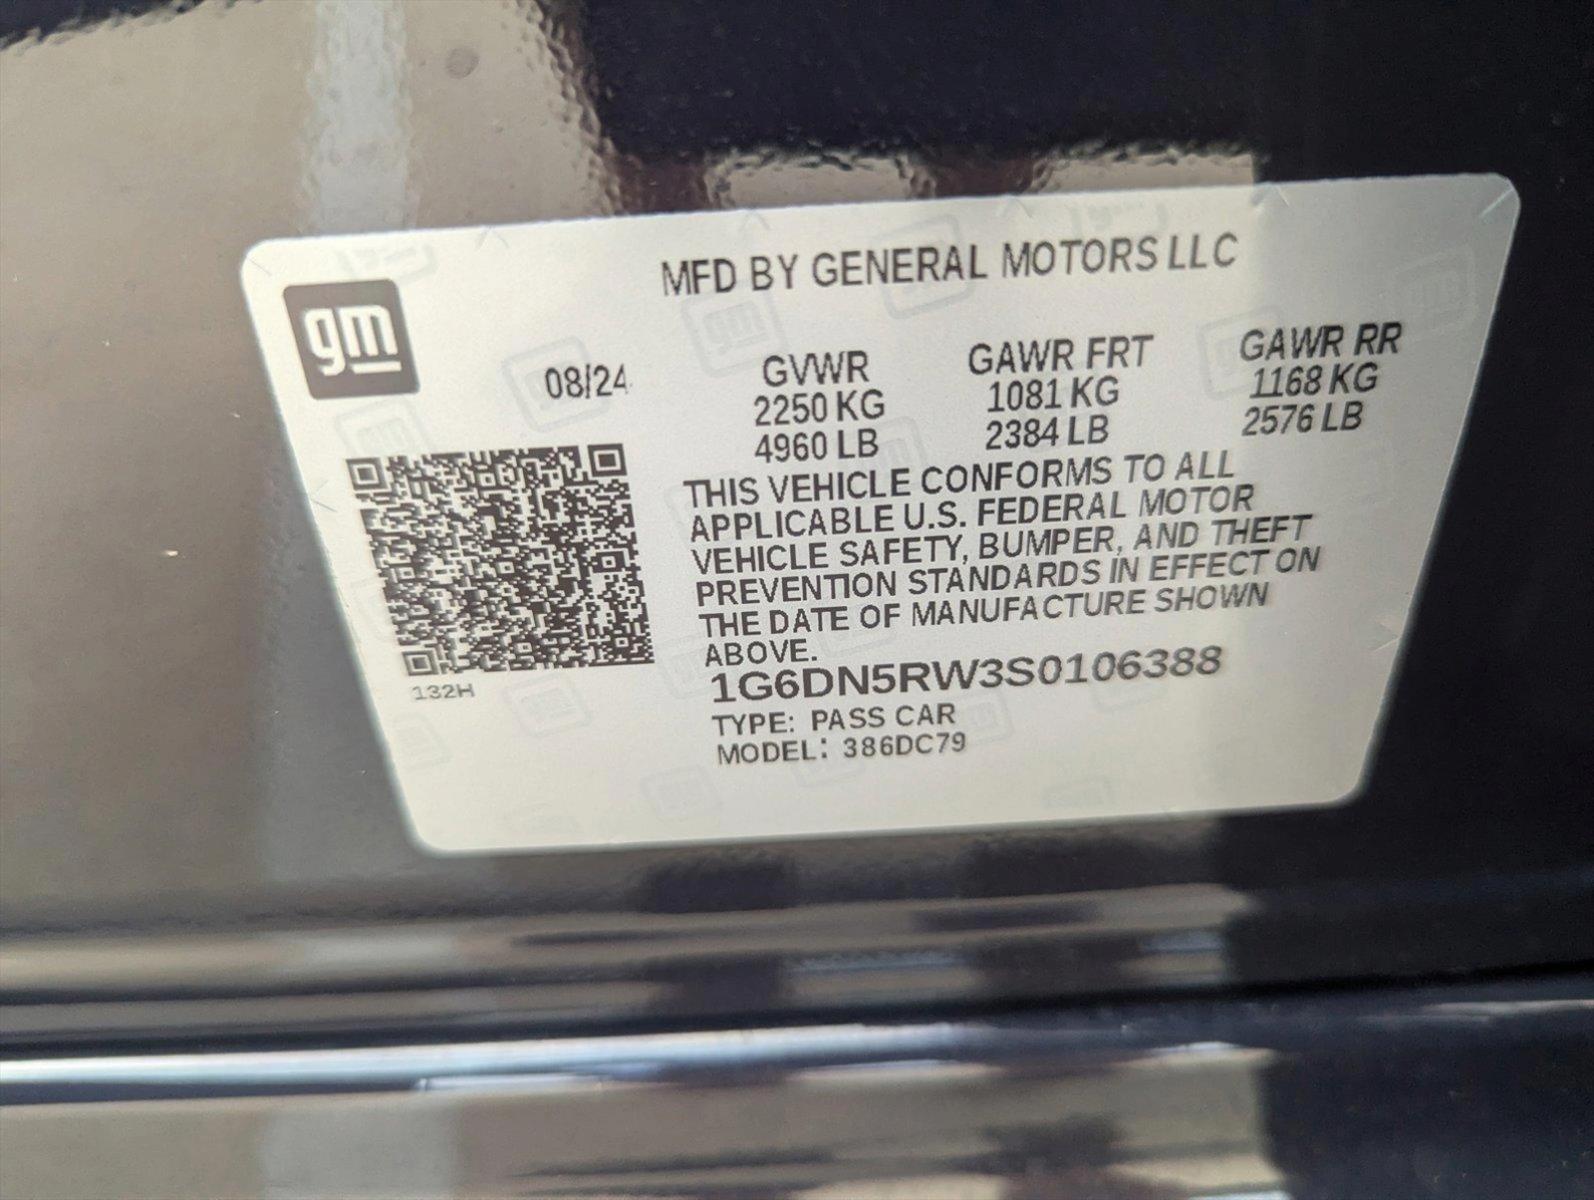 MFD BY GENERAL MOTORS LLC
gm
08/24
GVWR
2250 KG
4960 LB
GAWR FRT
1081 KG
2384 LB
GAWR RR
1168 KG
2576 LB
THIS VEHICLE CONFORMS TO ALL
APPLICABLE U.S. FEDERAL MOTOR
VEHICLE SAFETY, BUMPER, AND THEFT
PREVENTION STANDARDS IN EFFECT ON
THE DATE OF MANUFACTURE SHOWN
ABOVE.
1G6DN5RW3S0106388
TYPE: PASS CAR
MODEL: 386DC79
132H